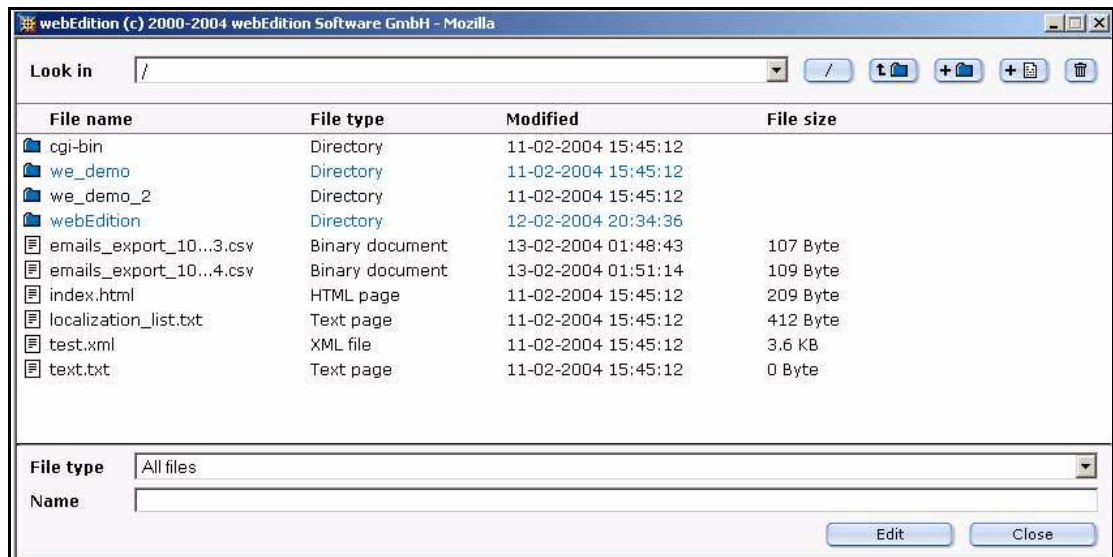 webEdition (c) 2000-2004 webEdition Software GmbH - Mozilla
Look in / /
File name File type Modified File size
cgi-bin Directory 11-02-2004 15:45:12
we_demo Directory 11-02-2004 15:45:12
we_demo_2 Directory 11-02-2004 15:45:12
webEdition Directory 12-02-2004 20:34:36
emails_export_10...3.csv Binary document 13-02-2004 01:48:43 107 Byte
emails_export_10...4.csv Binary document 13-02-2004 01:51:14 109 Byte
index.html HTML page 11-02-2004 15:45:12 209 Byte
localization_list.txt Text page 11-02-2004 15:45:12 412 Byte
test.xml XML file 11-02-2004 15:45:12 3.6 KB
text.txt Text page 11-02-2004 15:45:12 0 Byte
File type All files
Name
Edit Close